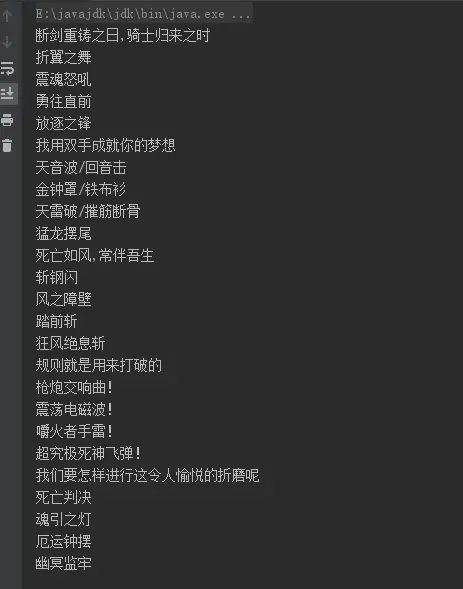 E:\javajdk\jdk\bin\java.exe ...
断剑重铸之日,骑士归来之时
折翼之舞
震魂怒吼
勇往直前
放逐之锋
我用双手成就你的梦想
天音波/回音击
金钟罩/铁布衫
天雷破/摧筋断骨
猛龙摆尾
死亡如风,常伴吾生
斩钢闪
风之障壁
踏前斩
狂风绝息斩
规则就是用来打破的
枪炮交响曲!
震荡电磁波!
嚼火者手雷!
超究极死神飞弹!
我们要怎样进行这令人愉悦的折磨呢
死亡判决
魂引之灯
厄运钟摆
幽冥监牢